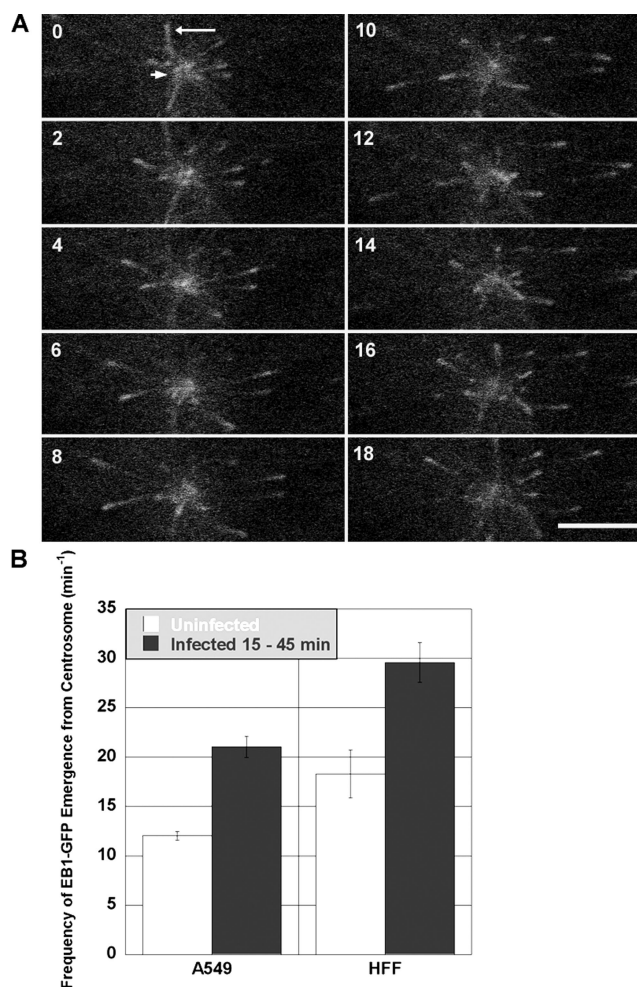 A
0
10
2
12
4
14
6
16
8
18
B
Frequency of EB1-GFP Emergence from Centrosome (min-1)
35
30
25
20
15
10
5
0
Uninfected
Infected 15 - 45 min
A549
HFF